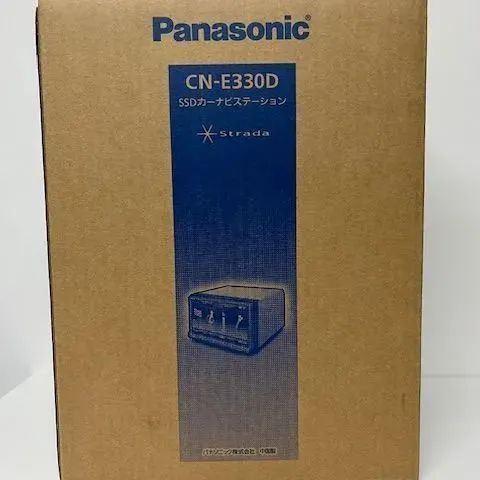 Panasonic
CN-E330D
SSDカーナビステーション
Strada
パナソニック株式会社 中国製